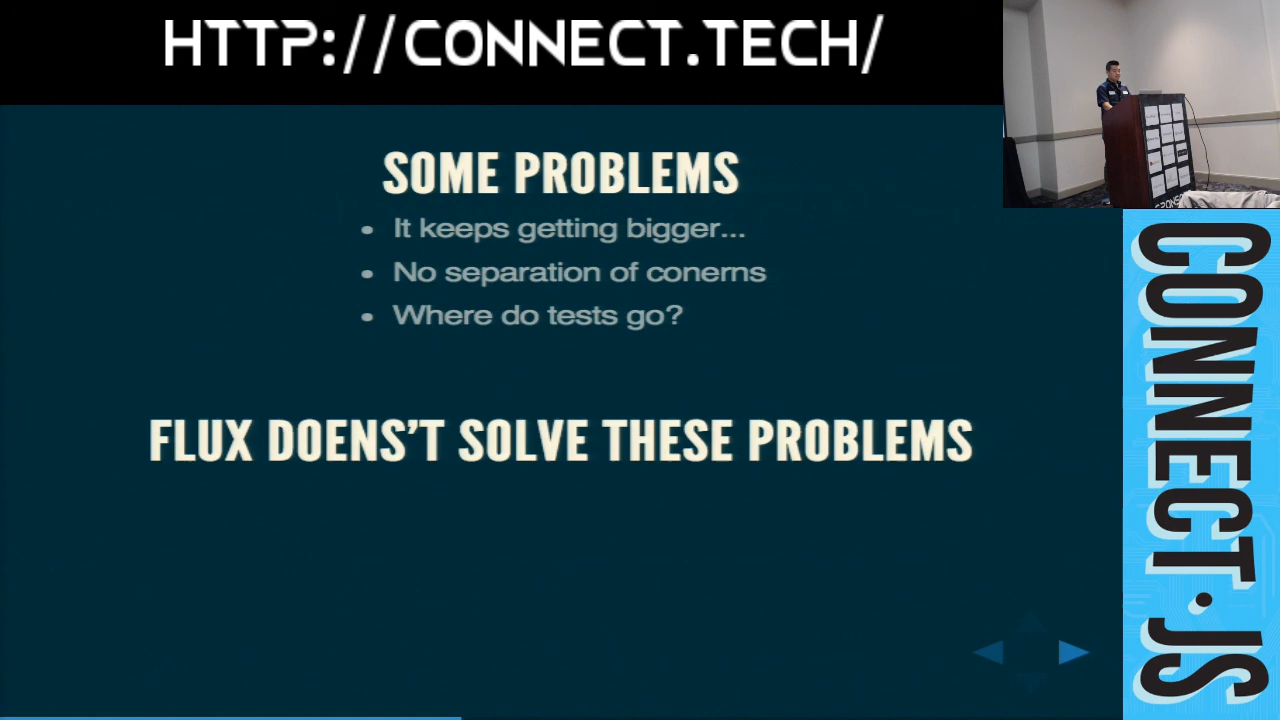 HTTP://CONNECT.TECH/
SOME PROBLEMS
It keeps getting bigger...
No separation of conerns
Where do tests go?
FLUX DOENS'T SOLVE THESE PROBLEMS
CONNECT.JS